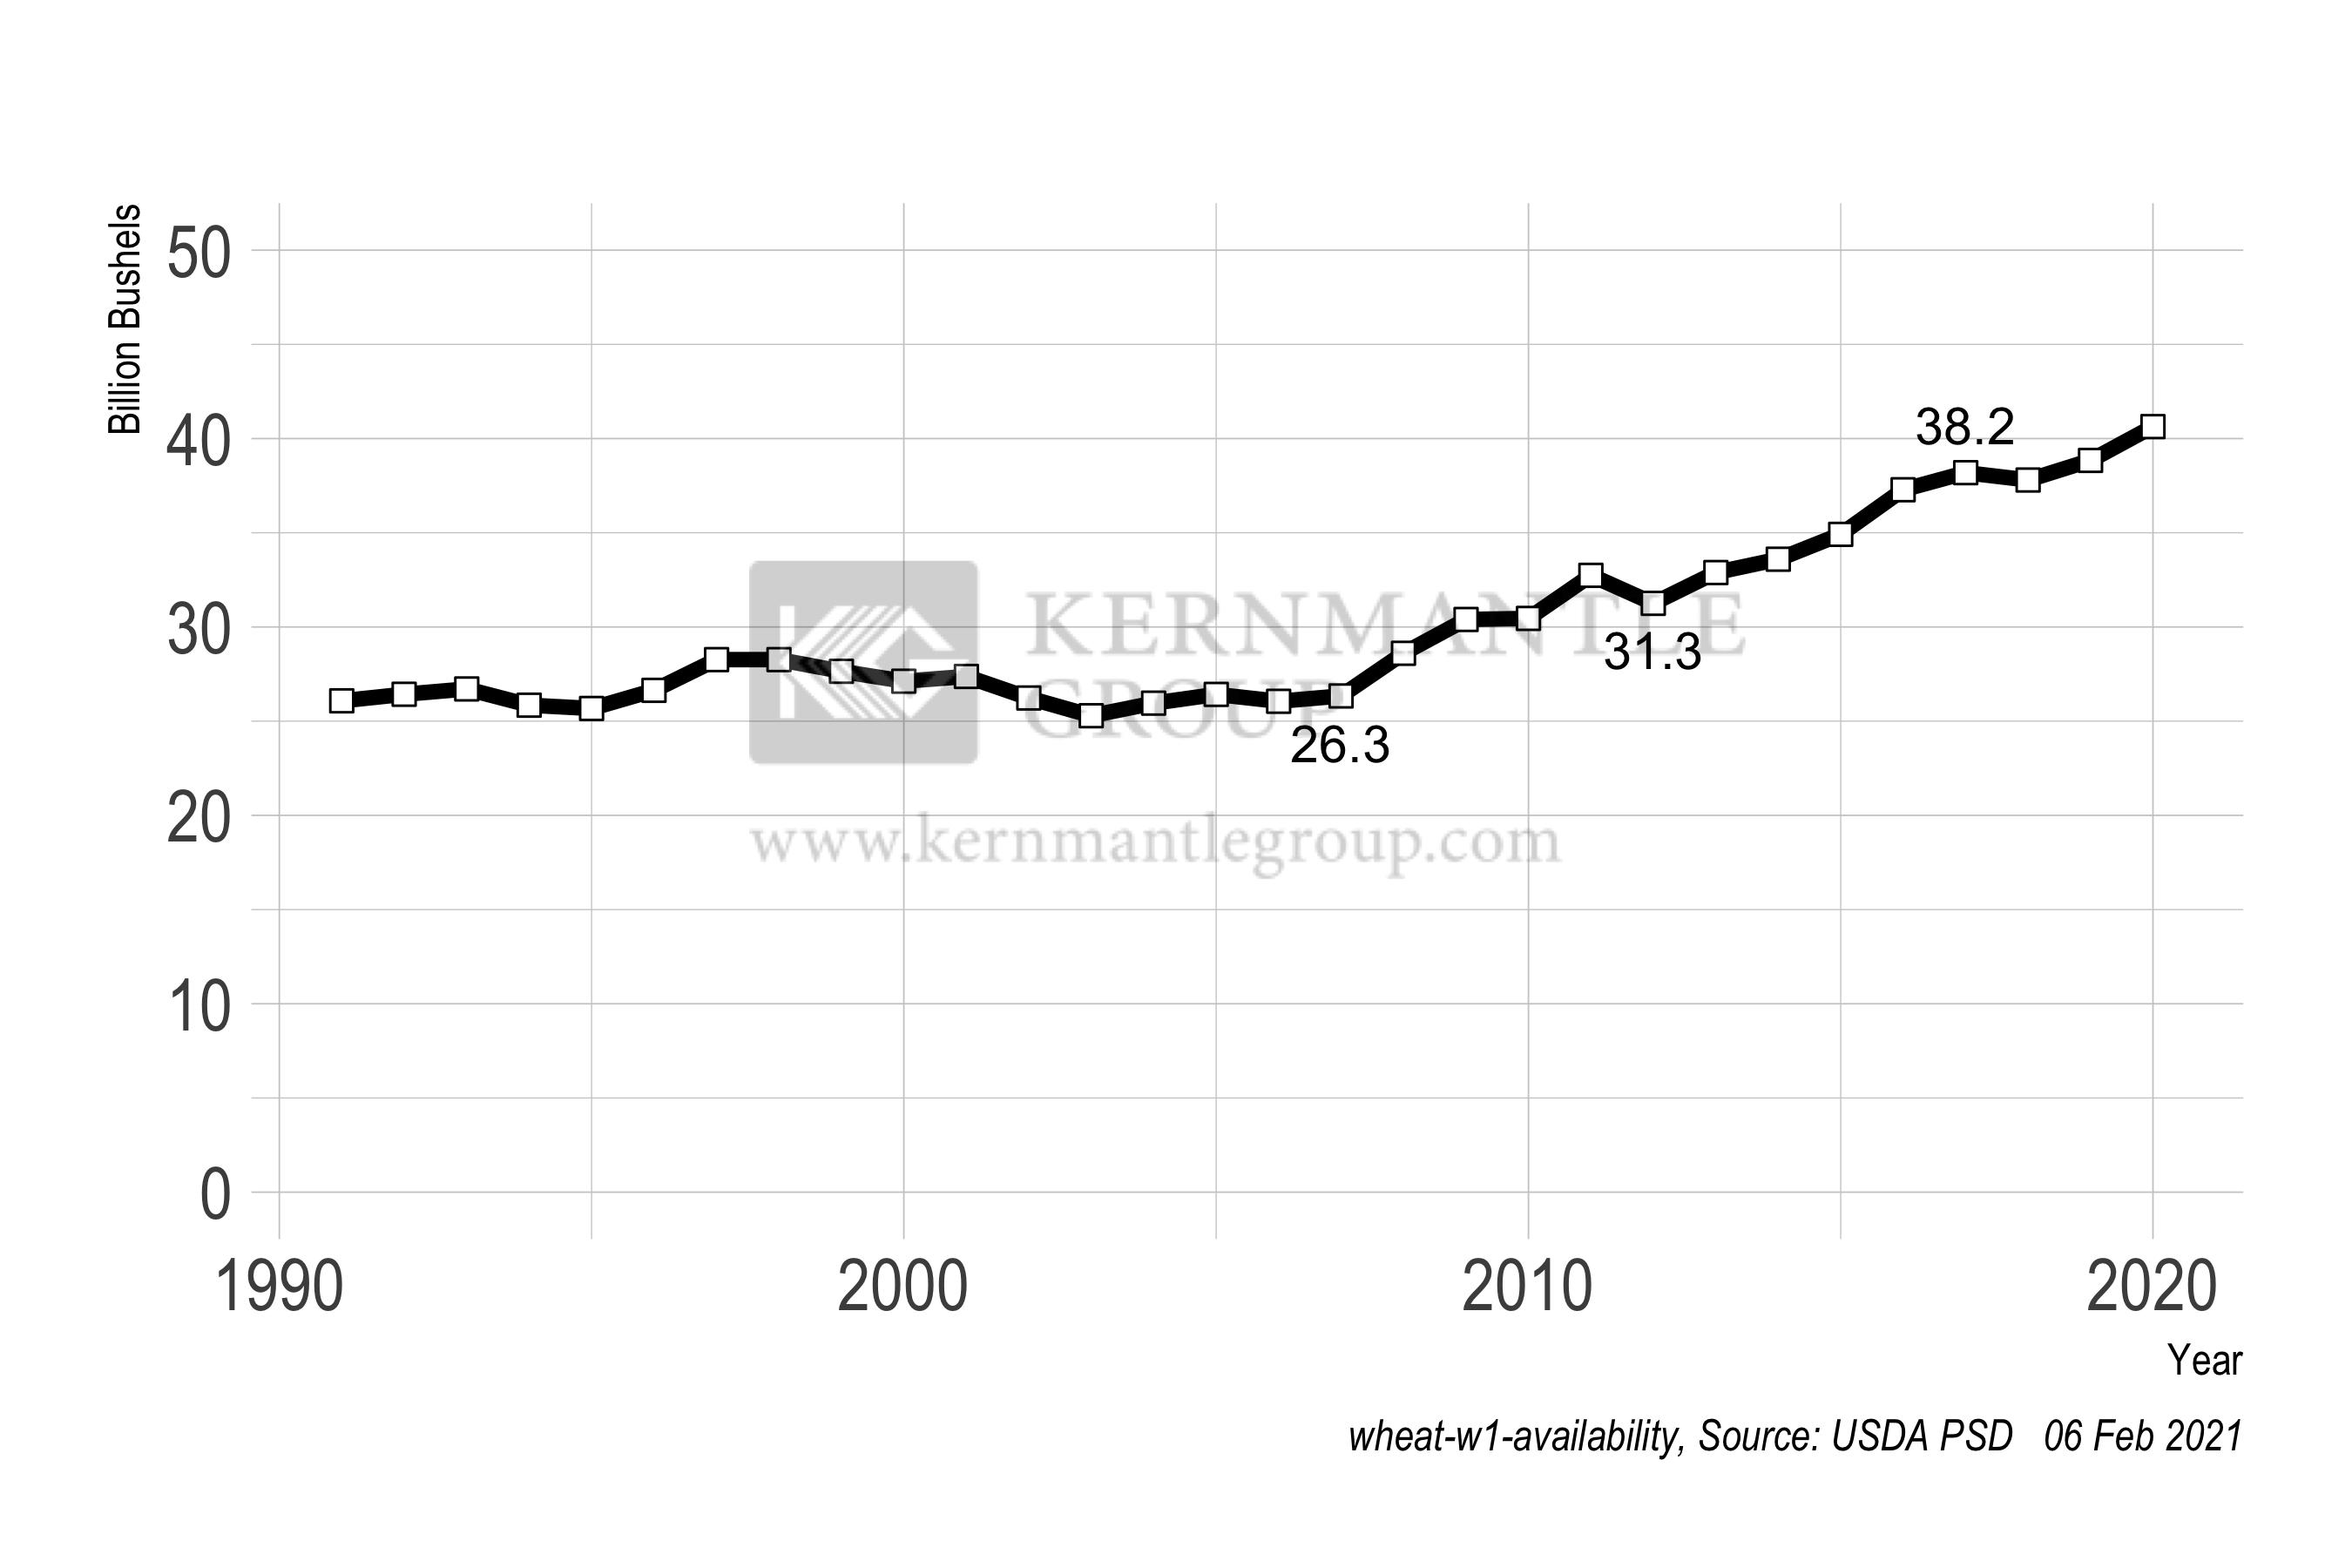 Billion Bushels
50
40
30
20
10
0
38.2
31.3
26.3
KERNMANTLE
GROUP
www.kernmantlegroup.com
1990 2000 2010 2020
Year
wheat-w1-availability, Source: USDA PSD 06 Feb 2021